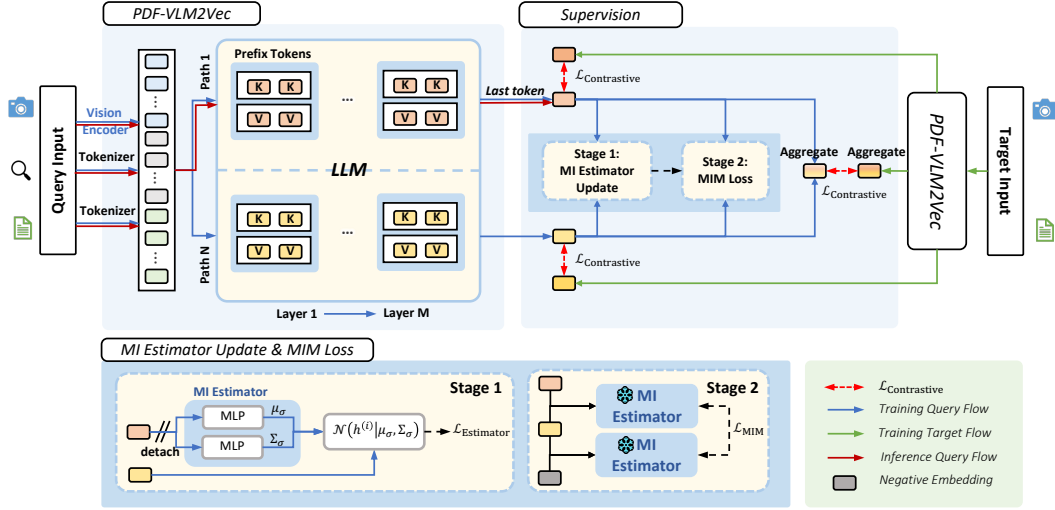 PDF-VLM2Vec
Supervision
Query Input
Vision
Encoder
Tokenizer
Tokenizer
Path 1
Path N
Prefix Tokens
K K
V V
...
K K
V V
LLM
K K
V V
...
K K
V V
Layer 1
Layer M
Last token
ℒContrastive
Stage 1:
MI Estimator
Update
Stage 2:
MIM Loss
Aggregate
Aggregate
ℒContrastive
ℒContrastive
PDF-VLM2Vec
Target Input
MI Estimator Update & MIM Loss
Stage 1
MI Estimator
MLP
MLP
μσ
Σσ
detach
𝒩(h⁽ⁱ⁾|μσ, Σσ)
ℒEstimator
Stage 2
MI
Estimator
MI
Estimator
ℒMIM
ℒContrastive
Training Query Flow
Training Target Flow
Inference Query Flow
Negative Embedding